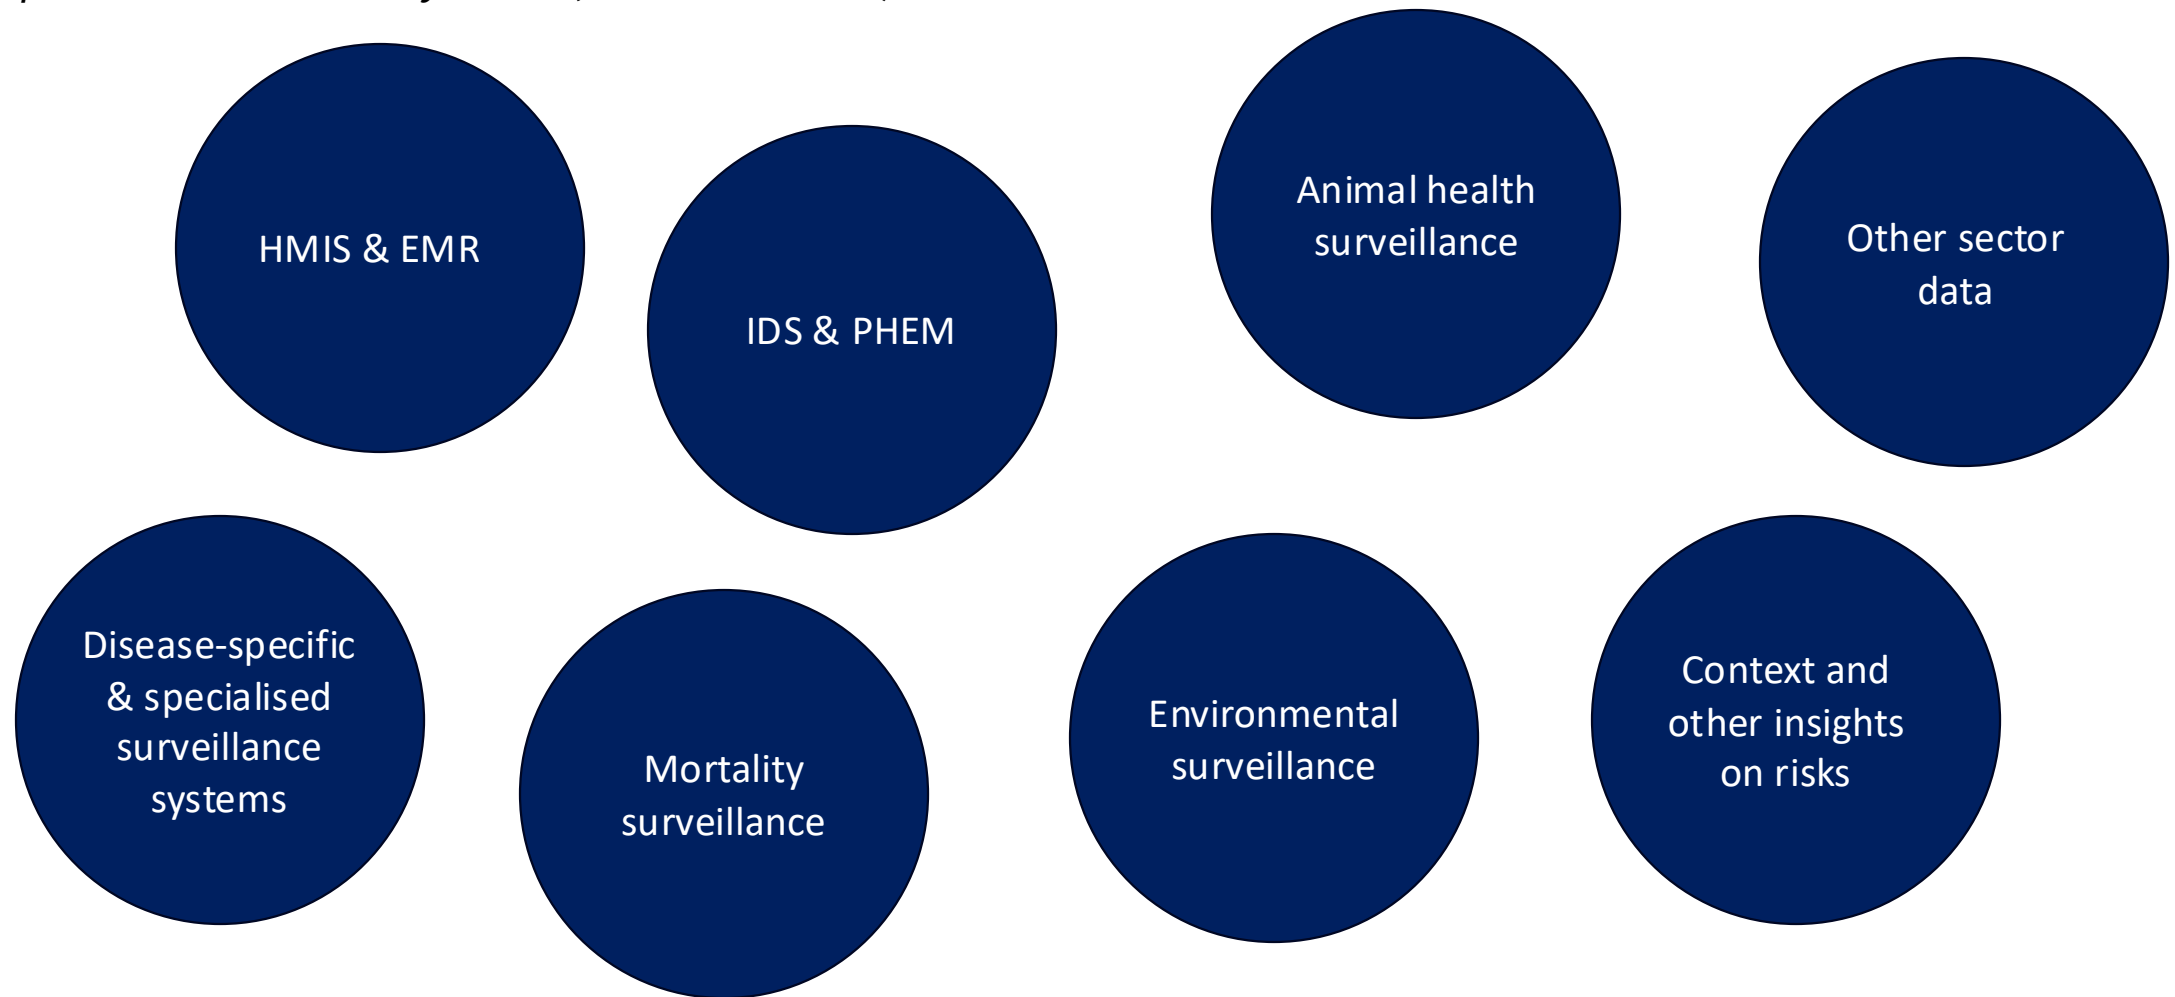 HMIS & EMR
IDS & PHEM
Animal health
surveillance
Other sector
data
Disease-specific
& specialised
surveillance
systems
Mortality
surveillance
Environmental
surveillance
Context and
other insights
on risks